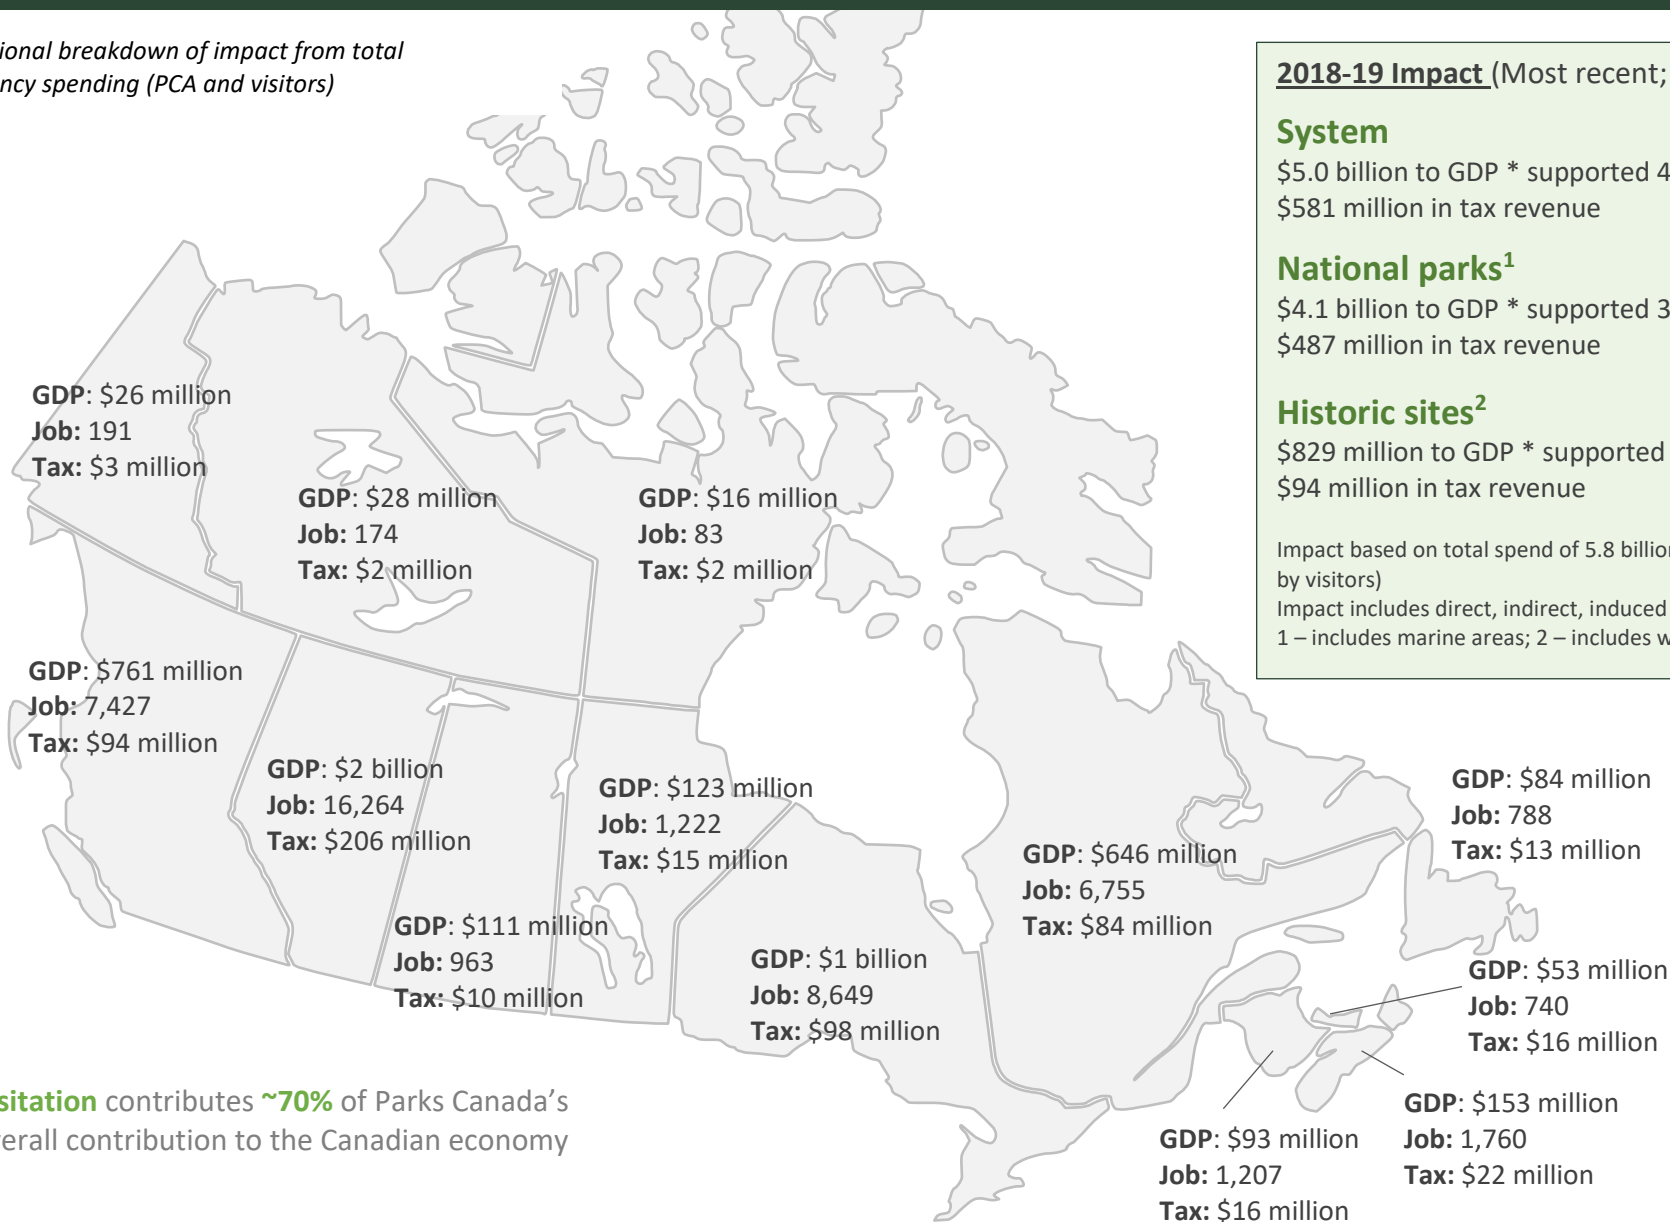 ional breakdown of impact from total
ncy spending (PCA and visitors)
2018-19 Impact (Most recent;
System
$5.0 billion to GDP * supported 4
$581 million in tax revenue
National parks1
$4.1 billion to GDP * supported 3
$487 million in tax revenue
Historic sites2
$829 million to GDP * supported
$94 million in tax revenue
Impact based on total spend of 5.8 billion
by visitors)
Impact includes direct, indirect, induced
1 – includes marine areas; 2 – includes w
GDP: $26 million
Job: 191
Tax: $3 million
GDP: $28 million
Job: 174
Tax: $2 million
GDP: $16 million
Job: 83
Tax: $2 million
GDP: $761 million
Job: 7,427
Tax: $94 million
GDP: $2 billion
Job: 16,264
Tax: $206 million
GDP: $123 million
Job: 1,222
Tax: $15 million
GDP: $111 million
Job: 963
Tax: $10 million
GDP: $1 billion
Job: 8,649
Tax: $98 million
GDP: $646 million
Job: 6,755
Tax: $84 million
GDP: $84 million
Job: 788
Tax: $13 million
GDP: $53 million
Job: 740
Tax: $16 million
GDP: $153 million
Job: 1,760
Tax: $22 million
GDP: $93 million
Job: 1,207
Tax: $16 million
sitation contributes ~70% of Parks Canada's
verall contribution to the Canadian economy